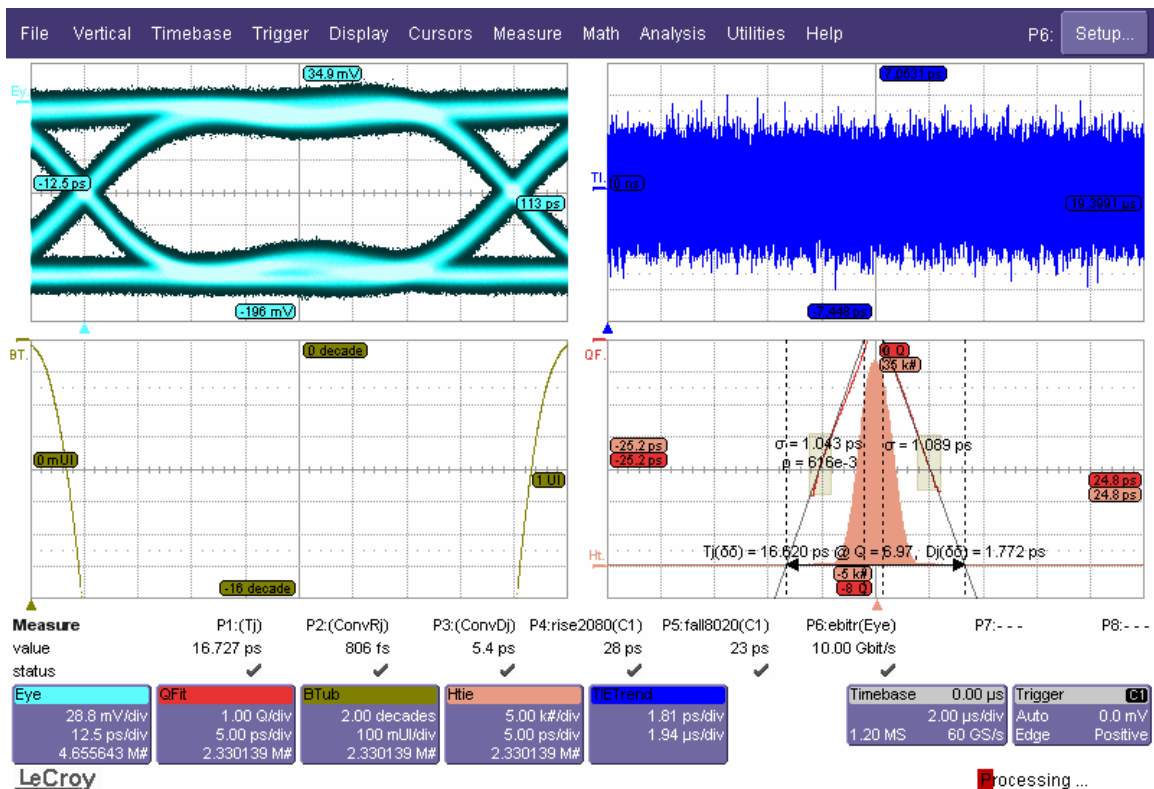 File Vertical Timebase Trigger Display Cursors Measure Math Analysis Utilities Help P6: Setup...
34.9 mV
7.0531 ps
Ey.
-12.5 ps
113 ps
-196 mV
TI.
0 ns
19.3991 µs
-7.448 ps
BT.
0 decade
0 mUI
1 UI
-16 decade
QF.
0 Q
35 k#
-25.2 ps
-25.2 ps
σ = 1.043 ps σ = 1.089 ps
ρ = 616e-3
24.8 ps
24.8 ps
Ht.
Tj(δδ) = 16.620 ps @ Q = 6.97, Dj(δδ) = 1.772 ps
-5 k#
-8 Q
Measure P1:(Tj) P2:(ConvRj) P3:(ConvDj) P4:rise2080(C1) P5:fall8020(C1) P6:ebitr(Eye) P7:- - - P8:- - -
value 16.727 ps 806 fs 5.4 ps 28 ps 23 ps 10.00 Gbit/s
status
Eye QFit BTub Htie TIETrend Timebase 0.00 µs Trigger C1
28.8 mV/div 1.00 Q/div 2.00 decades 5.00 k#/div 1.81 ps/div 2.00 µs/div Auto 0.0 mV
12.5 ps/div 5.00 ps/div 100 mUI/div 5.00 ps/div 1.94 µs/div 1.20 MS 60 GS/s Edge Positive
4.655643 M# 2.330139 M# 2.330139 M# 2.330139 M#
LeCroy Processing ...